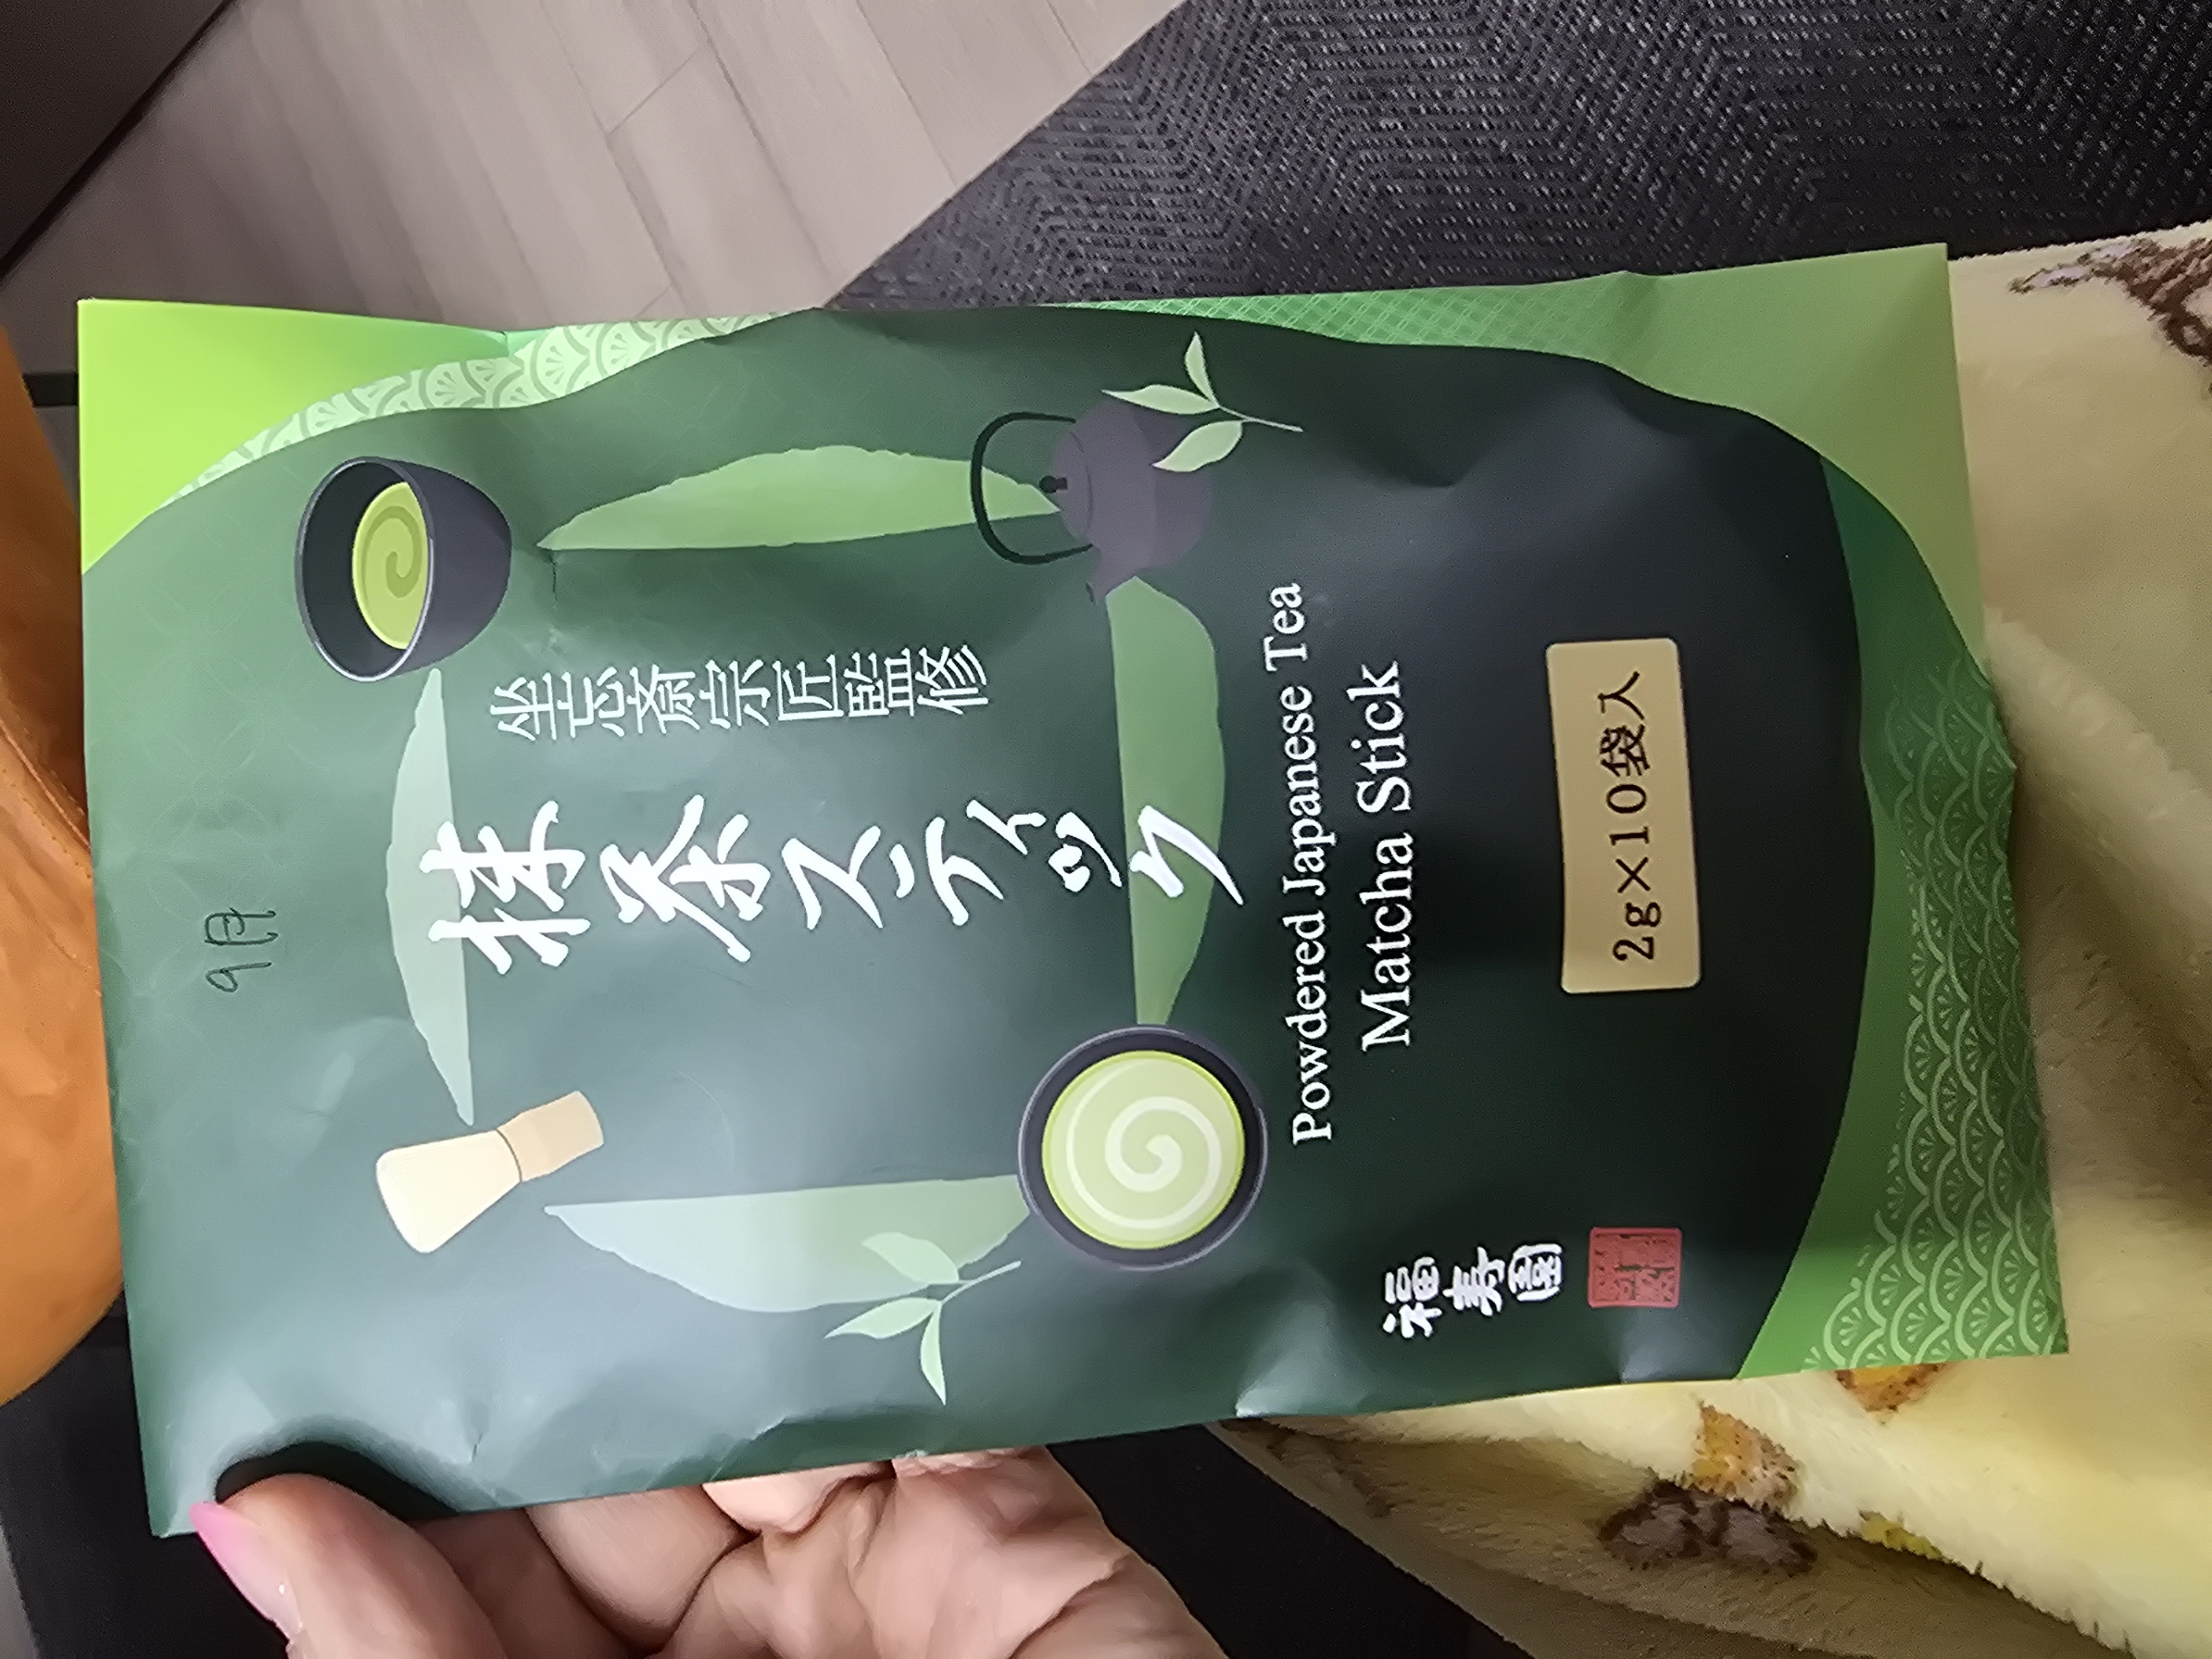 9月
坐忘斎宗匠監修
抹茶スティック
Powdered Japanese Tea
Matcha Stick
福寿園
2g×10袋入